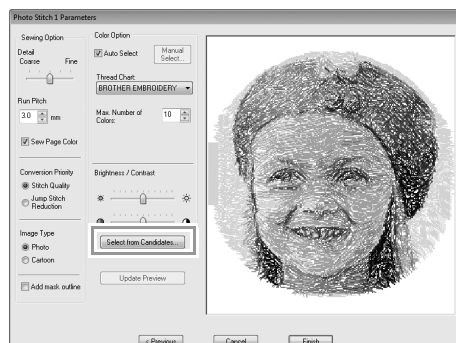 Photo Stitch 1 Parameters
Sewing Option
Detail
Coarse Fine
Run Pitch
3.0 mm
Sew Page Color
Conversion Priority
Stitch Quality
Jump Stitch
Reduction
Image Type
Photo
Cartoon
Add mask outline
Color Option
Auto Select
Manual
Select...
Thread Chart:
BROTHER EMBROIDERY
Max. Number of
Colors:
10
Brightness / Contrast
Select from Candidates...
Update Preview
< Previous
Cancel
Finish